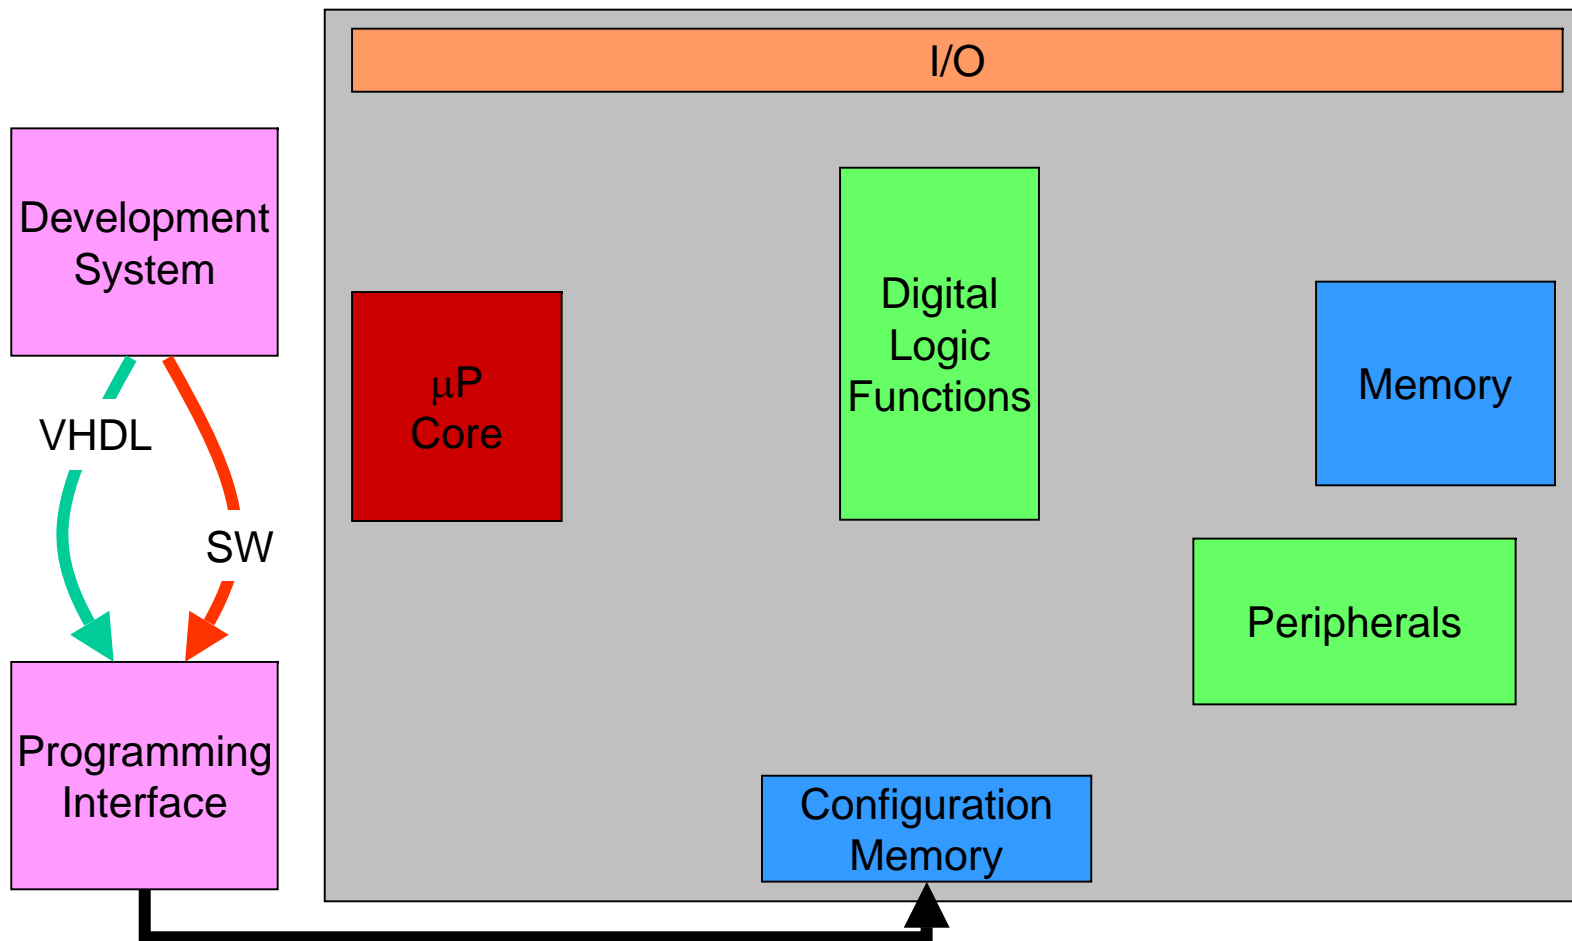 I/O
Development
System
Digital
Logic
Functions
μP
Core
Memory
VHDL
SW
Peripherals
Programming
Interface
Configuration
Memory